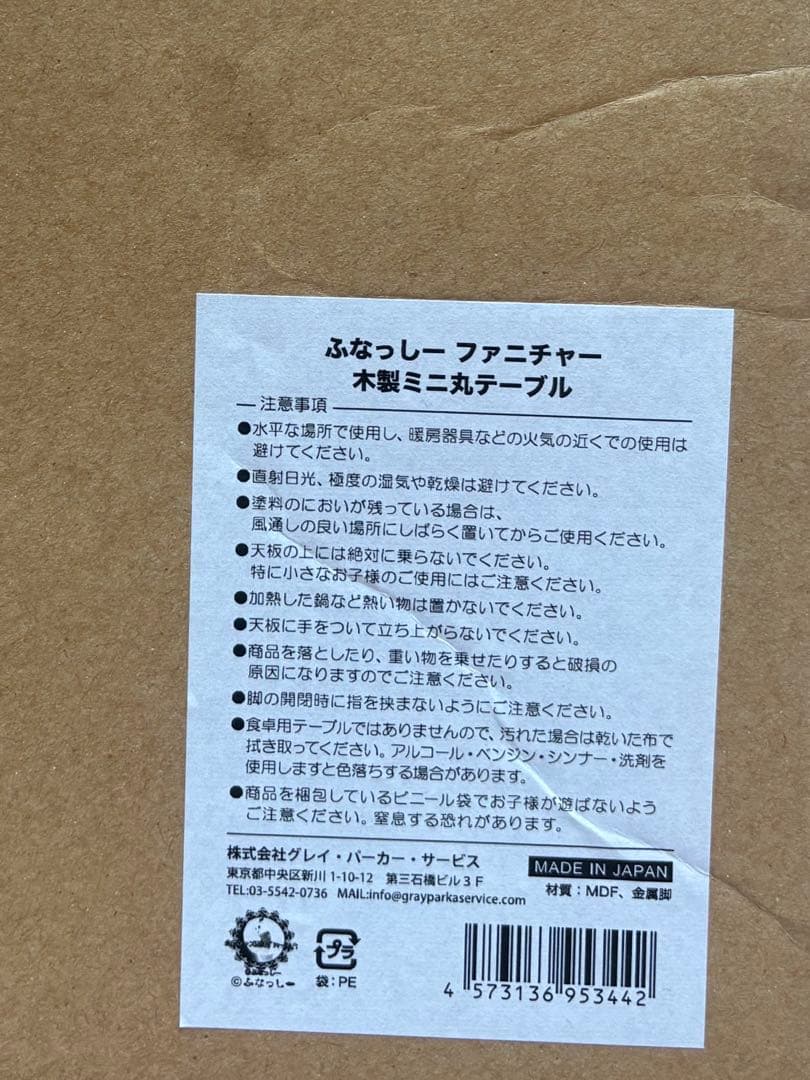 ふなっしー ファニチャー
木製ミニ丸テーブル
注意事項
●水平な場所で使用し、暖房器具などの火気の近くでの使用は
避けてください。
●直射日光、極度の湿気や乾燥は避けてください。
●塗料のにおいが残っている場合は、
風通しの良い場所にしばらく置いてからご使用ください。
●天板の上には絶対に乗らないでください。
特に小さなお子様のご使用にはご注意ください。
●加熱した鍋など熱い物は置かないでください。
●天板に手をついて立ち上がらないでください。
●商品を落としたり、重い物を乗せたりすると破損の
原因になりますのでご注意ください。
●脚の開閉時に指を挟まないようにご注意ください。
●食卓用テーブルではありませんので、汚れた場合は乾いた布で
拭き取ってください。アルコール・ベンジン・シンナー・洗剤を
使用しますと色落ちする場合があります。
●商品を梱包しているビニール袋でお子様が遊ばないよう
ご注意ください。窒息する恐れがあります。
株式会社グレイ・パーカー・サービス
東京都中央区新川 1-10-12 第三石橋ビル3F
TEL:03-5542-0736 MAIL:info@grayparkaservice.com
MADE IN JAPAN
材質：MDF、金属脚
©ふなっしー
プラ
袋：PE
4 573136 953442